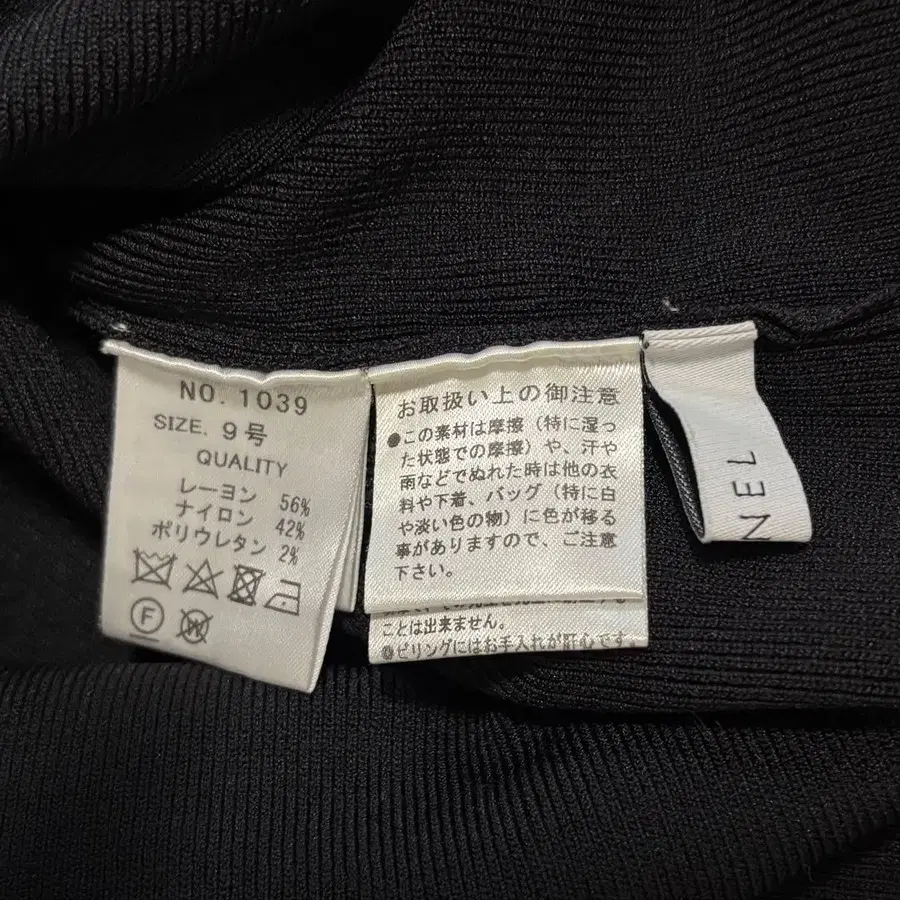 NO. 1039
SIZE. 9号
QUALITY
レーヨン 56%
ナイロン 42%
ポリウレタン 2%
F
W
お取扱い上の御注意
●この素材は摩擦（特に湿っ
た状態での摩擦）や、汗や
雨などでぬれた時は他の衣
料や下着、バッグ（特に白
や淡い色の物）に色が移る
事がありますので、ご注意
下さい。
ことは出来ません。
●ピリングにはお手入れが肝心です
NEL